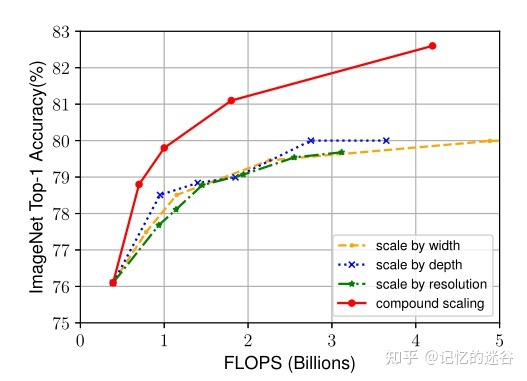 ImageNet Top-1 Accuracy(%)
83
82
81
80
79
78
77
76
75
scale by width
scale by depth
scale by resolution
compound scaling
0 1 2 3 4 5
FLOPS (Billions)
知乎 @记忆的迷谷